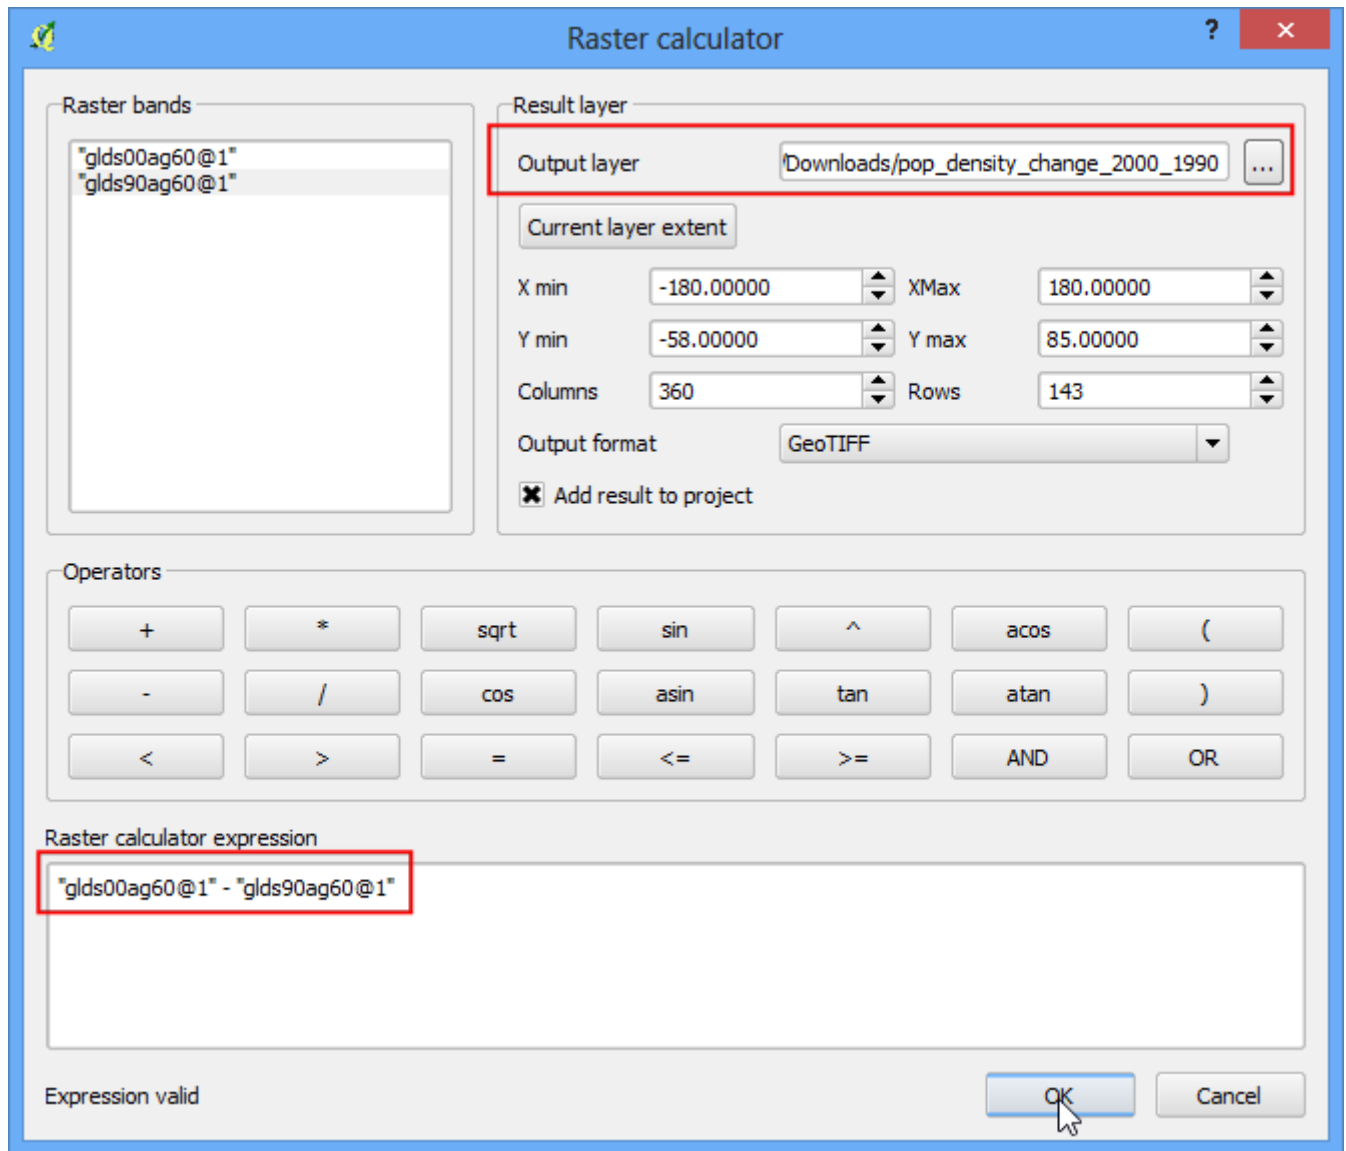 Raster calculator
?
x
Raster bands
"glds00ag60@1"
"glds90ag60@1"
Result layer
Output layer /Downloads/pop_density_change_2000_1990 ...
Current layer extent
X min -180.00000 XMax 180.00000
Y min -58.00000 Y max 85.00000
Columns 360 Rows 143
Output format GeoTIFF
Add result to project
Operators
+ * sqrt sin ^ acos (
- / cos asin tan atan )
< > = <= >= AND OR
Raster calculator expression
"glds00ag60@1" - "glds90ag60@1"
Expression valid
OK Cancel